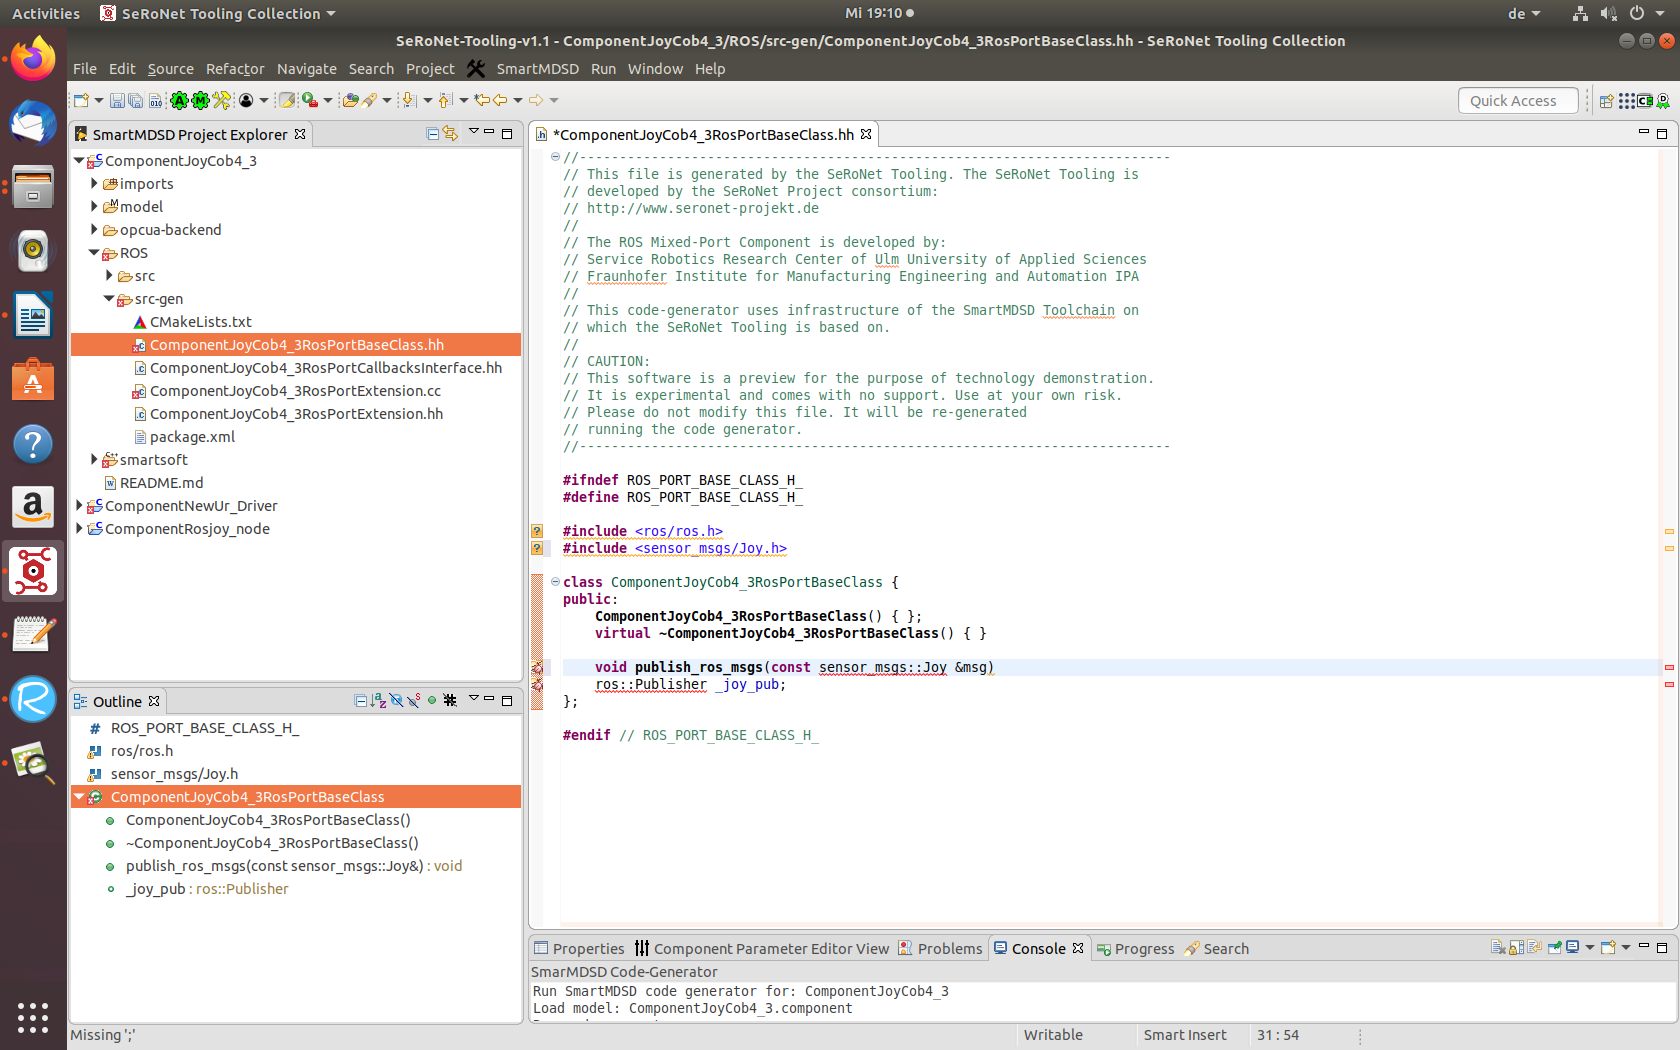 Activities
SeRoNet Tooling Collection
Mi 19:10
de
SeRoNet-Tooling-v1.1 - ComponentJoyCob4_3/ROS/src-gen/ComponentJoyCob4_3RosPortBaseClass.hh - SeRoNet Tooling Collection
File Edit Source Refactor Navigate Search Project SmartMDSD Run Window Help
Quick Access
SmartMDSD Project Explorer
ComponentJoyCob4_3
imports
model
opcua-backend
ROS
src
src-gen
CMakeLists.txt
ComponentJoyCob4_3RosPortBaseClass.hh
ComponentJoyCob4_3RosPortCallbacksInterface.hh
ComponentJoyCob4_3RosPortExtension.cc
ComponentJoyCob4_3RosPortExtension.hh
package.xml
smartsoft
README.md
ComponentNewUr_Driver
ComponentRosjoy_node
Outline
ROS_PORT_BASE_CLASS_H_
ros/ros.h
sensor_msgs/Joy.h
ComponentJoyCob4_3RosPortBaseClass
ComponentJoyCob4_3RosPortBaseClass()
~ComponentJoyCob4_3RosPortBaseClass()
publish_ros_msgs(const sensor_msgs::Joy&) : void
_joy_pub : ros::Publisher
*ComponentJoyCob4_3RosPortBaseClass.hh
//--------------------------------------------------------------------------
// This file is generated by the SeRoNet Tooling. The SeRoNet Tooling is
// developed by the SeRoNet Project consortium:
// http://www.seronet-projekt.de
//
// The ROS Mixed-Port Component is developed by:
// Service Robotics Research Center of Ulm University of Applied Sciences
// Fraunhofer Institute for Manufacturing Engineering and Automation IPA
//
// This code-generator uses infrastructure of the SmartMDSD Toolchain on
// which the SeRoNet Tooling is based on.
//
// CAUTION:
// This software is a preview for the purpose of technology demonstration.
// It is experimental and comes with no support. Use at your own risk.
// Please do not modify this file. It will be re-generated
// running the code generator.
//--------------------------------------------------------------------------
#ifndef ROS_PORT_BASE_CLASS_H_
#define ROS_PORT_BASE_CLASS_H_
#include <ros/ros.h>
#include <sensor_msgs/Joy.h>
class ComponentJoyCob4_3RosPortBaseClass {
public:
ComponentJoyCob4_3RosPortBaseClass() { };
virtual ~ComponentJoyCob4_3RosPortBaseClass() { }
void publish_ros_msgs(const sensor_msgs::Joy &msg)
ros::Publisher _joy_pub;
};
#endif // ROS_PORT_BASE_CLASS_H_
Properties Component Parameter Editor View Problems Console Progress Search
SmarMDSD Code-Generator
Run SmartMDSD code generator for: ComponentJoyCob4_3
Load model: ComponentJoyCob4_3.component
Missing ';'
Writable
Smart Insert
31 : 54